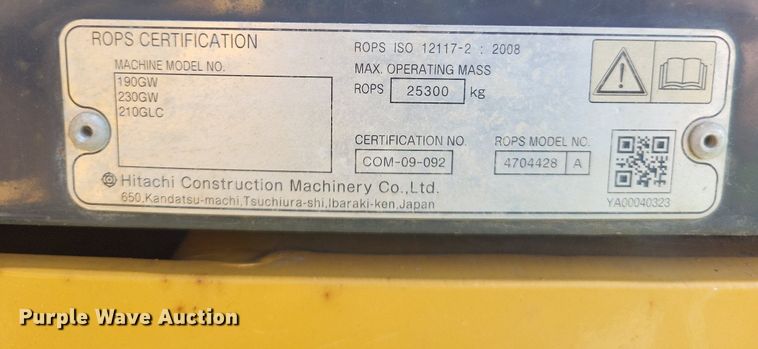 ROPS CERTIFICATION
MACHINE MODEL NO.
190GW
230GW
210GLC
ROPS ISO 12117-2 : 2008
MAX. OPERATING MASS
ROPS 25300 kg
CERTIFICATION NO. ROPS MODEL NO.
COM-09-092 4704428 A
Hitachi Construction Machinery Co.,Ltd.
650,Kandatsu-machi,Tsuchiura-shi,Ibaraki-ken,Japan
YA00040323
Purple Wave Auction